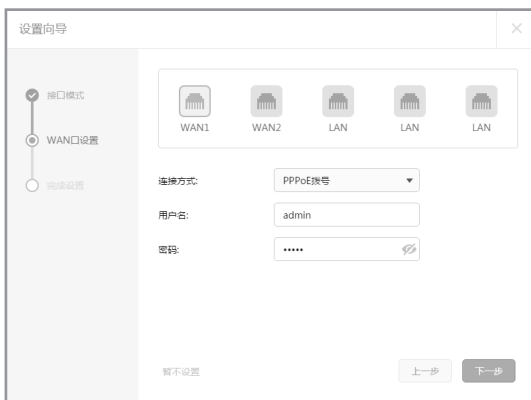 设置向导
接口模式
WAN口设置
完成设置
WAN1 WAN2 LAN LAN LAN
连接方式: PPPoE拨号
用户名: admin
密码: •••••
暂不设置 上一步 下一步